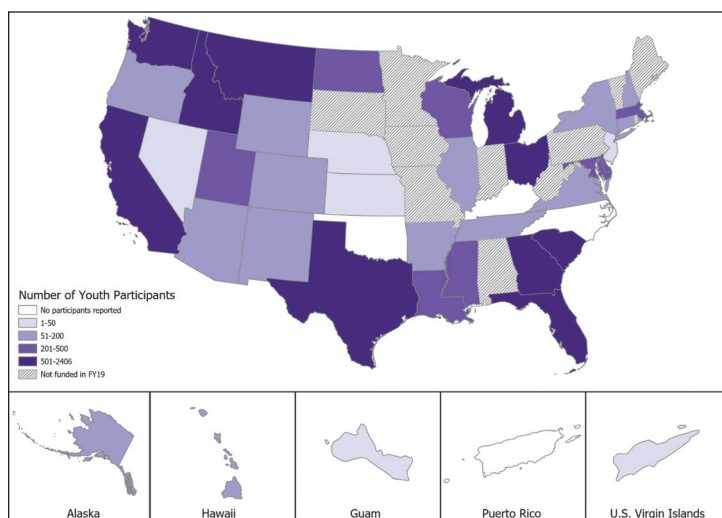 Number of Youth Participants
No participants reported
1-50
51-200
201-500
501-2406
Not funded in FY19
Alaska
Hawaii
Guam
Puerto Rico
U.S. Virgin Islands